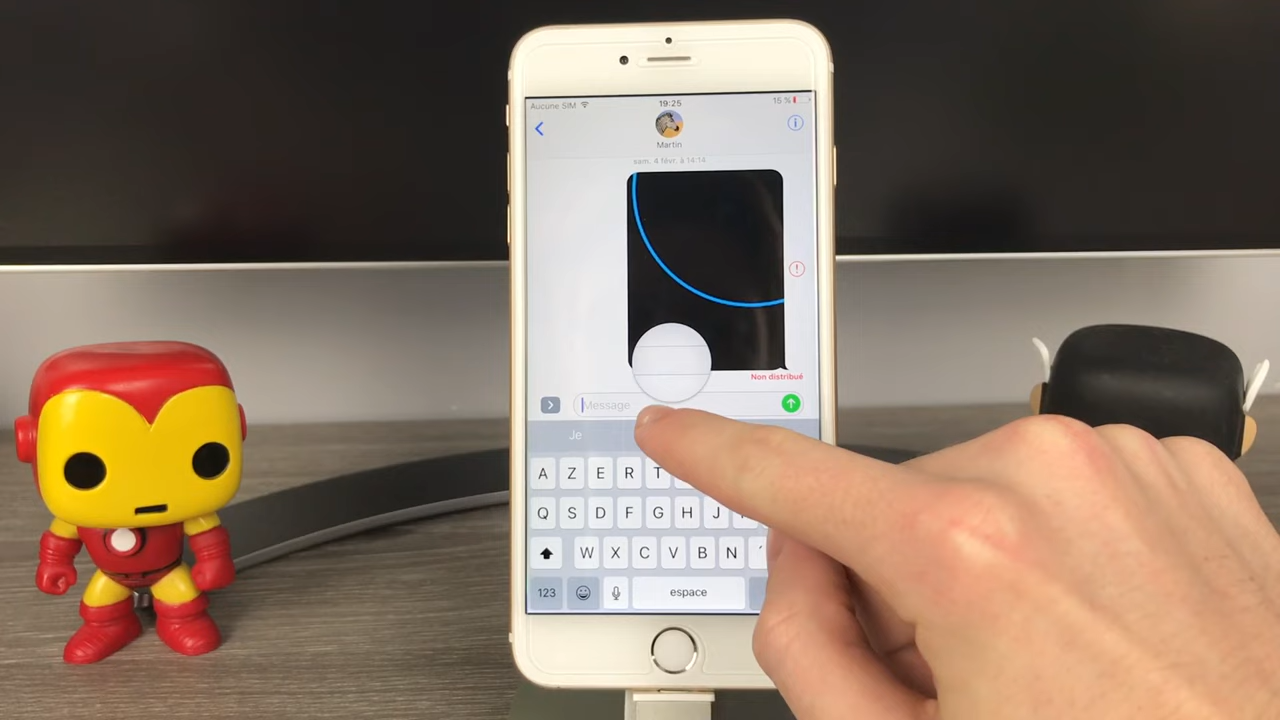 Aucune SIM 19:25 15 %
Martin
sam. 4 févr. à 14:14
!
Non distribué
Message
Je
A Z E R T
Q S D F G H J
W X C V B N '
123 espace